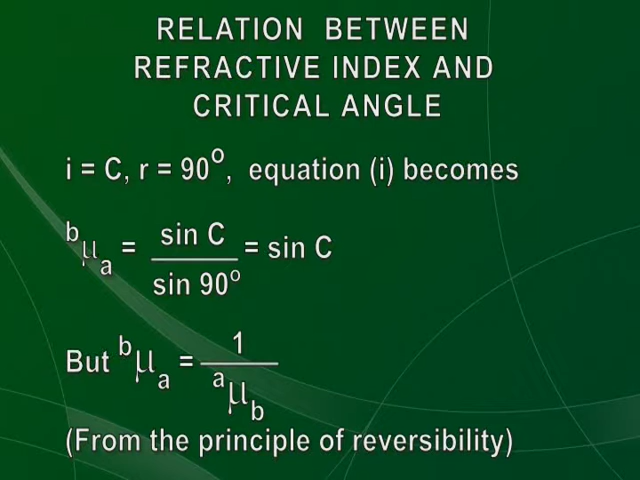 RELATION BETWEEN
REFRACTIVE INDEX AND
CRITICAL ANGLE
i = C, r = 90°, equation (i) becomes
ᵇμₐ = sin C / sin 90° = sin C
But ᵇμₐ = 1 / ᵃμ_b
(From the principle of reversibility)